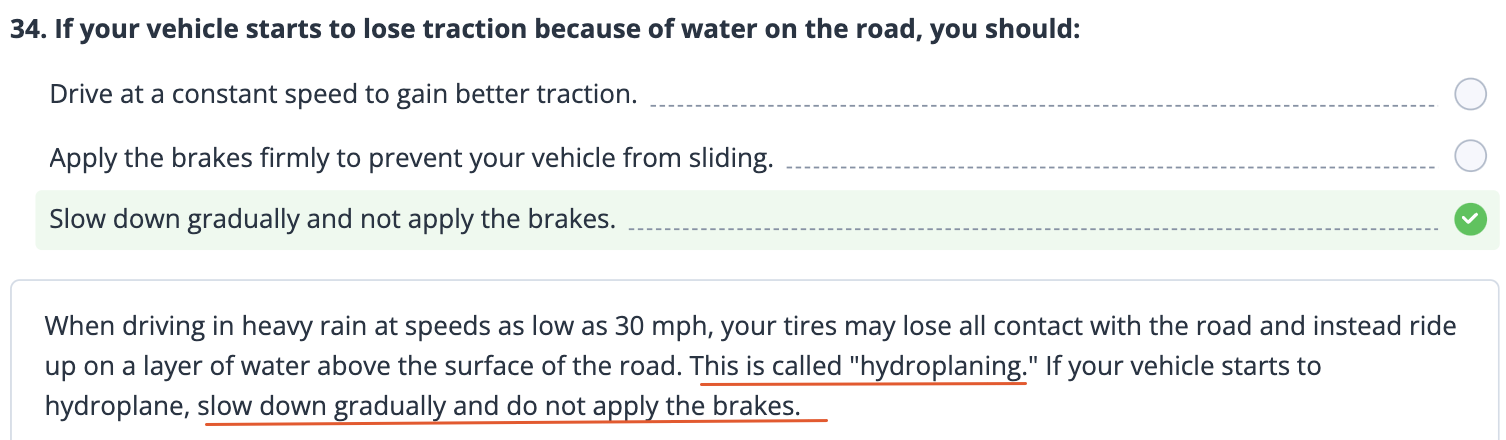 34. If your vehicle starts to lose traction because of water on the road, you should:
Drive at a constant speed to gain better traction.
Apply the brakes firmly to prevent your vehicle from sliding.
Slow down gradually and not apply the brakes.
When driving in heavy rain at speeds as low as 30 mph, your tires may lose all contact with the road and instead ride
up on a layer of water above the surface of the road. This is called "hydroplaning." If your vehicle starts to
hydroplane, slow down gradually and do not apply the brakes.